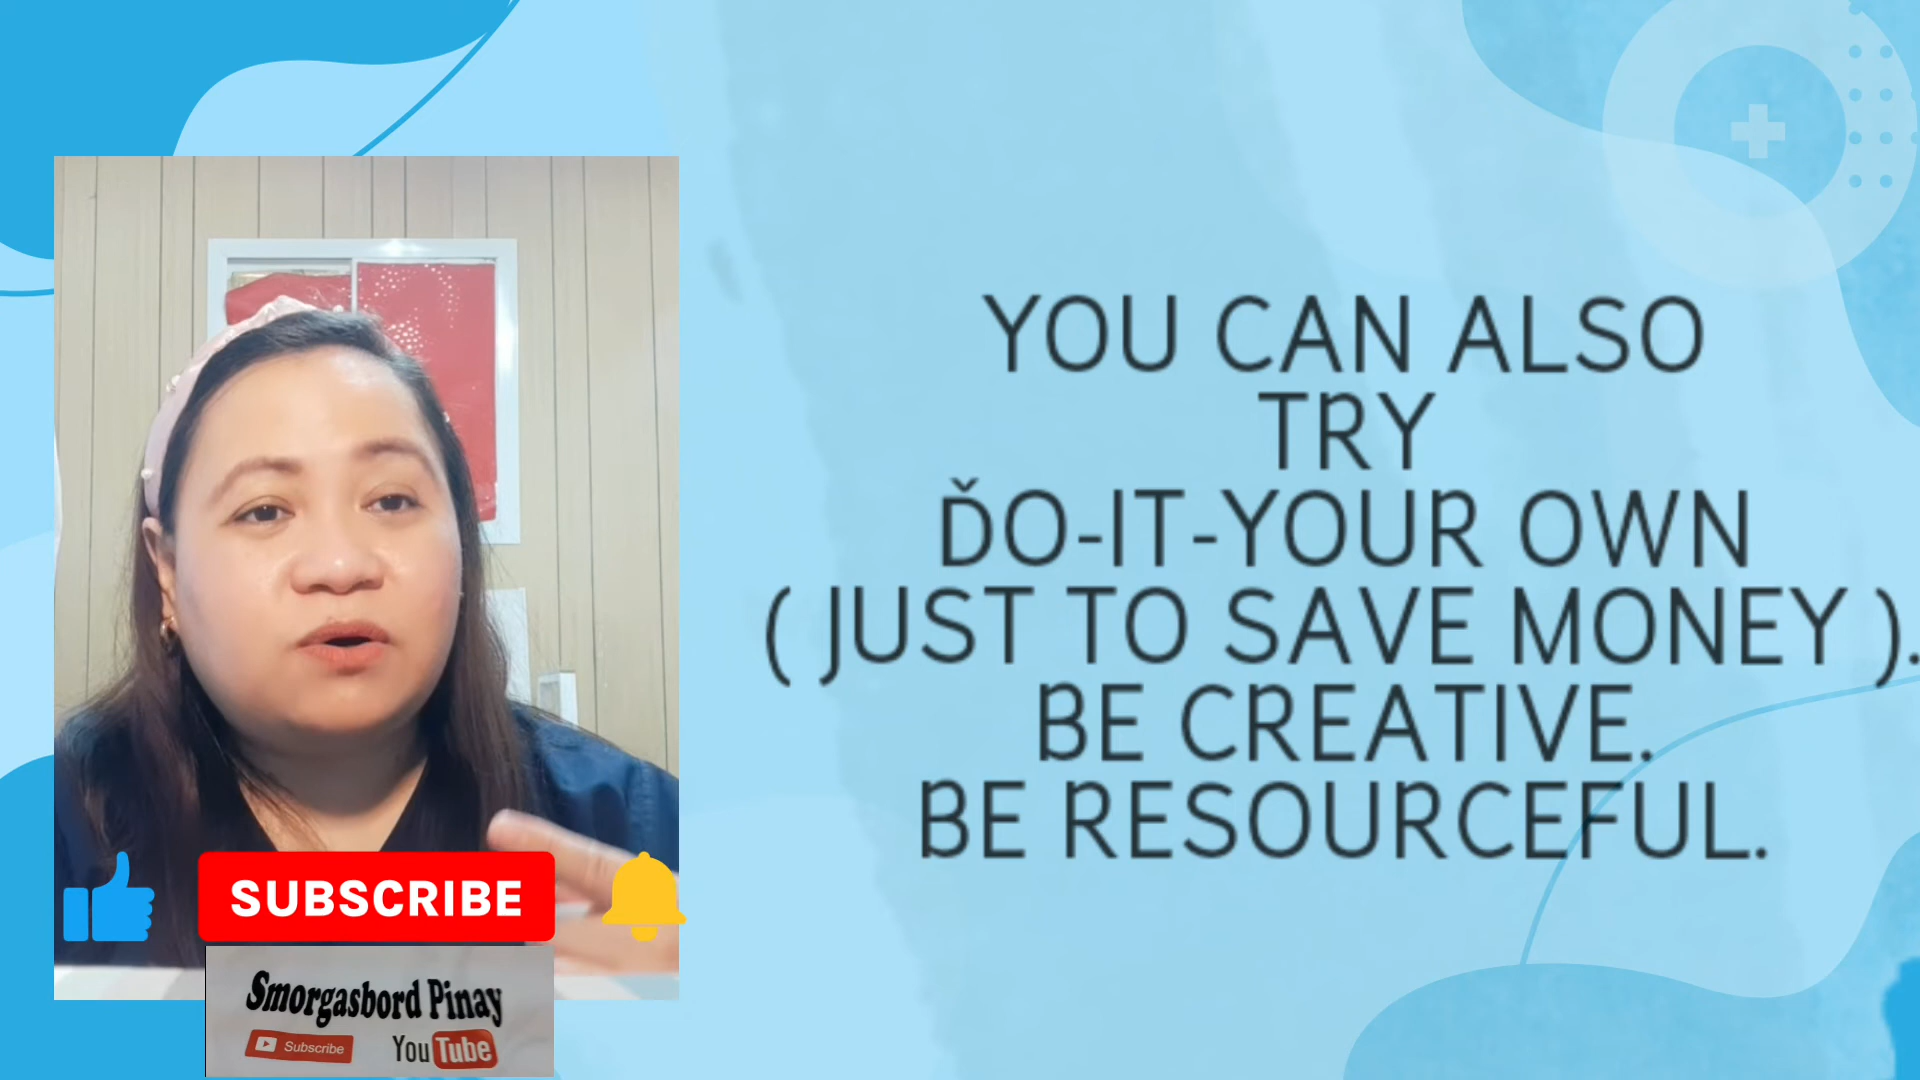 YOU CAN ALSO
TRY
ĎO-IT-YOUR OWN
( JUST TO SAVE MONEY ).
BE CREATIVE.
BE RESOURCEFUL.
SUBSCRIBE
Smorgasbord Pinay
Subscribe
YouTube